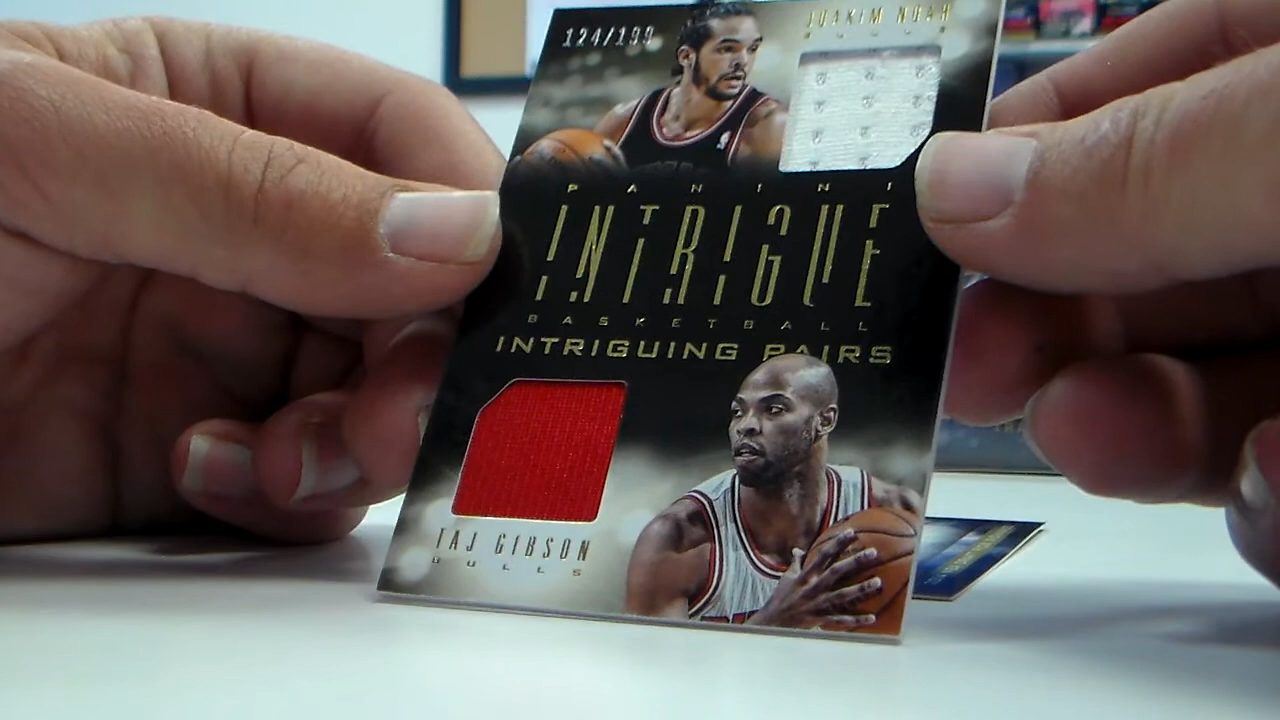 124/199
JOAKIM NOAH
BULLS
PANINI
INTRIGUE
BASKETBALL
INTRIGUING PAIRS
TAJ GIBSON
BULLS